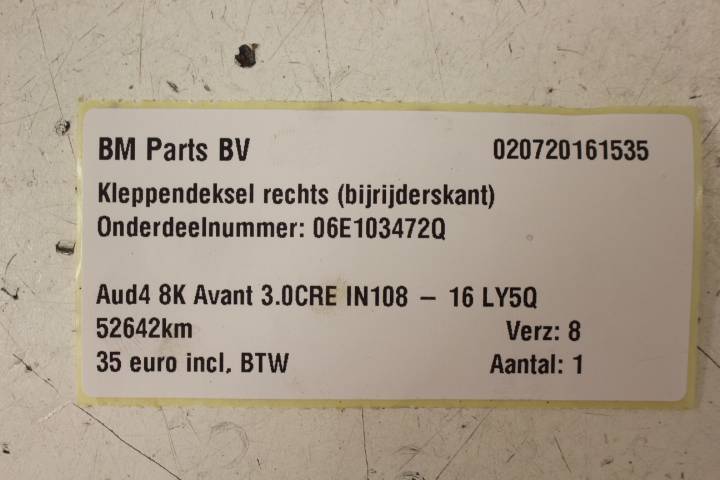 BM Parts BV 020720161535
Kleppendeksel rechts (bijrijderskant)
Onderdeelnummer: 06E103472Q
Aud4 8K Avant 3.0CRE IN108 – 16 LY5Q
52642km Verz: 8
35 euro incl. BTW Aantal: 1